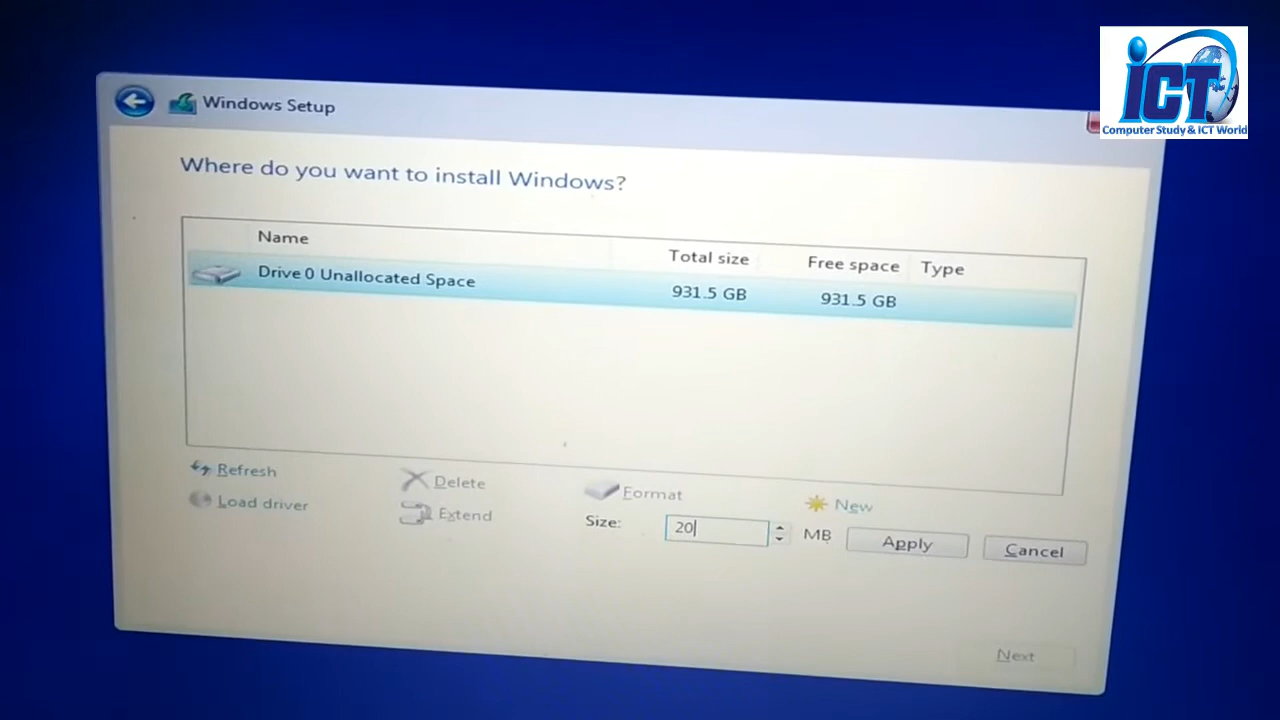 iCT
Computer Study & ICT World
Windows Setup
Where do you want to install Windows?
Name Total size Free space Type
Drive 0 Unallocated Space 931.5 GB 931.5 GB
Refresh Delete Format New
Load driver Extend Size: 20 MB Apply Cancel
Next